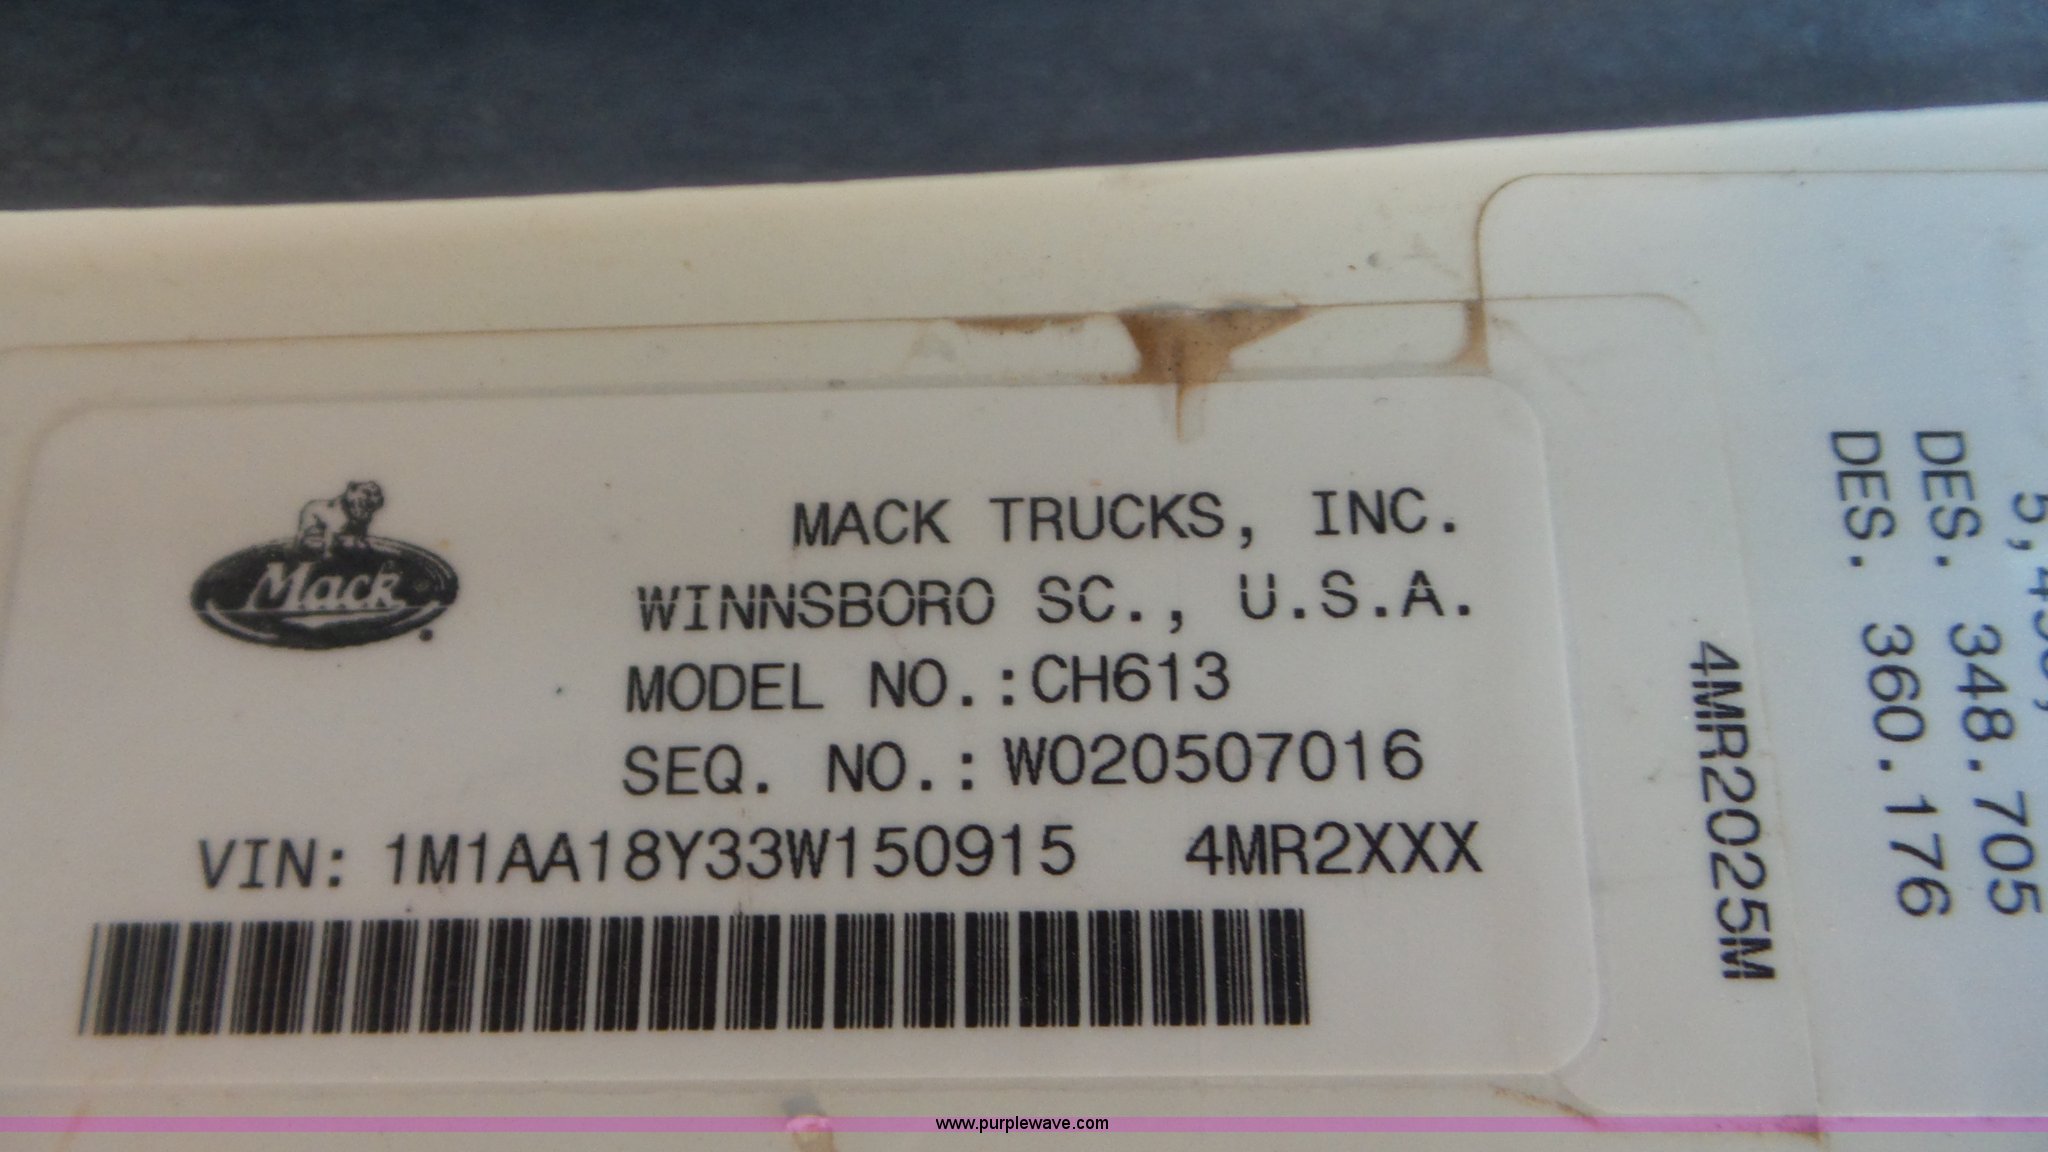 Mack
MACK TRUCKS, INC.
WINNSBORO SC., U.S.A.
MODEL NO.:CH613
SEQ. NO.: W020507016
VIN: 1M1AA18Y33W150915 4MR2XXX
4MR2025M
DES. 348.705
DES. 360.176
www.purplewave.com